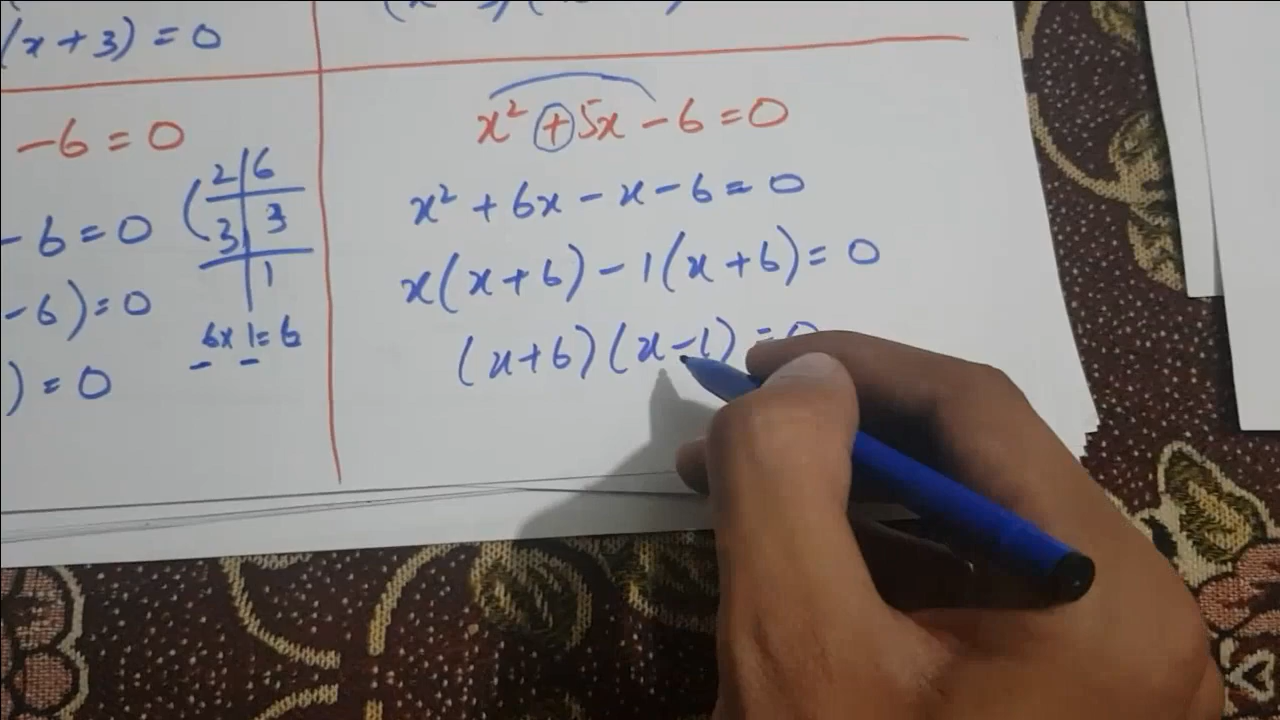 (x + 3) = 0
-6 = 0
- 6 = 0
- 6) = 0
) = 0
2 | 6
3 | 3
| 1
6 x 1 = 6
x² + 5x - 6 = 0
x² + 6x - x - 6 = 0
x(x + 6) - 1(x + 6) = 0
(x + 6)(x - 1) = 0